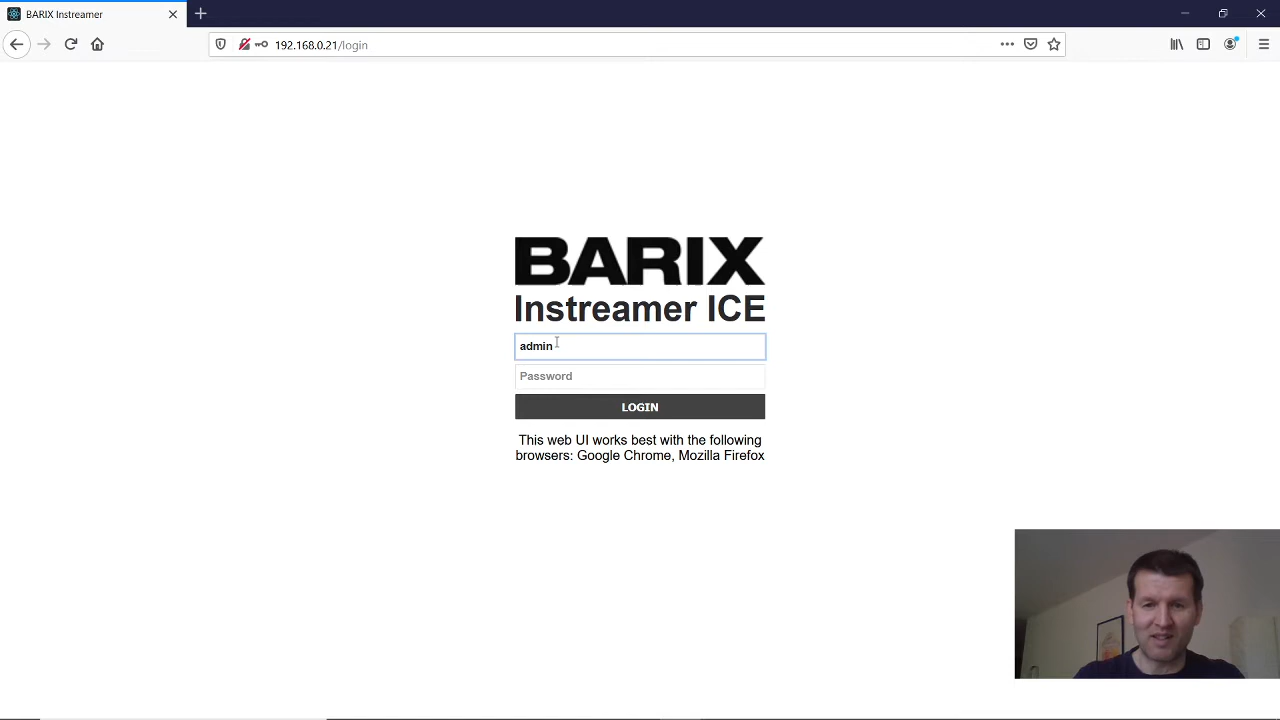 BARIX Instreamer
192.168.0.21/login
BARIX
Instreamer ICE
admin
Password
LOGIN
This web UI works best with the following
browsers: Google Chrome, Mozilla Firefox